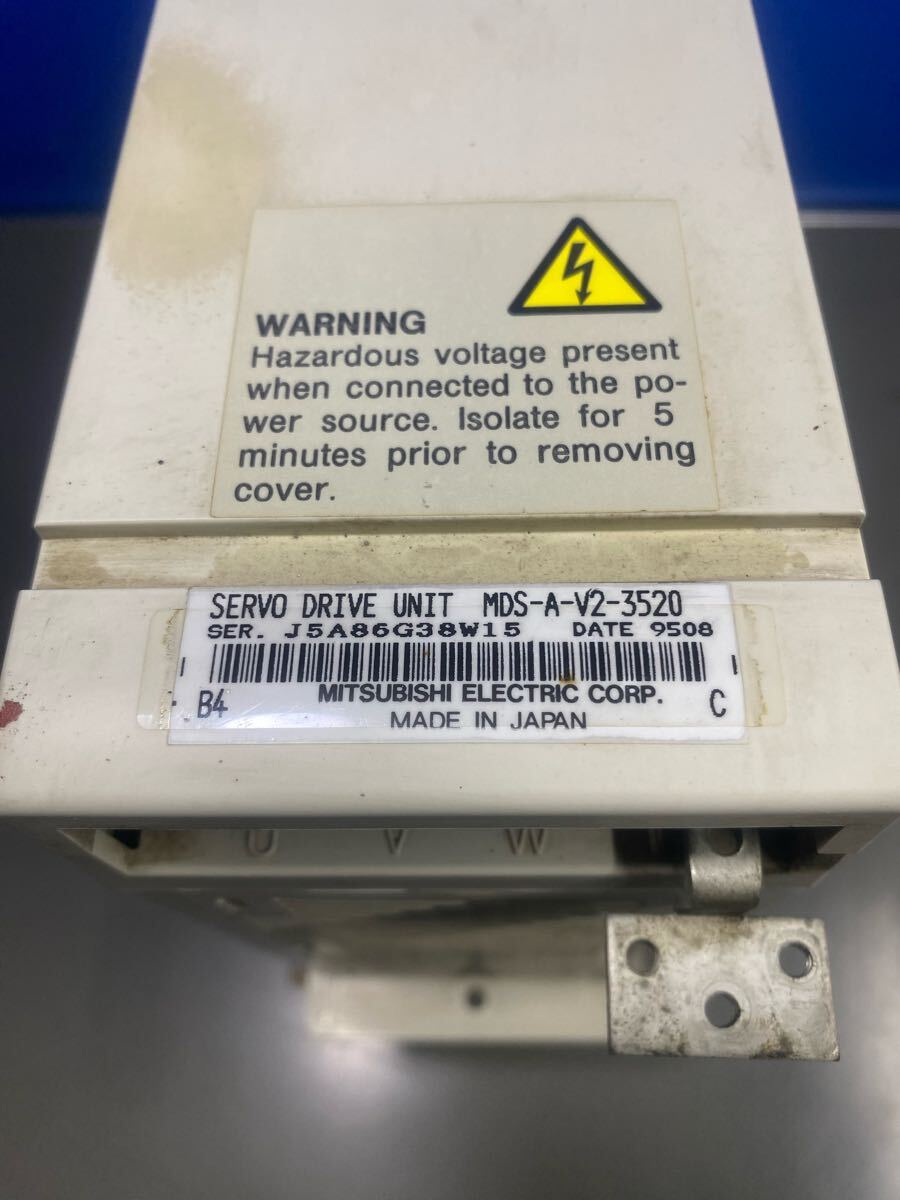 WARNING
Hazardous voltage present
when connected to the po-
wer source. Isolate for 5
minutes prior to removing
cover.
SERVO DRIVE UNIT MDS-A-V2-3520
SER. J5A86G38W15 DATE 9508
B4 MITSUBISHI ELECTRIC CORP. C
MADE IN JAPAN
U V W